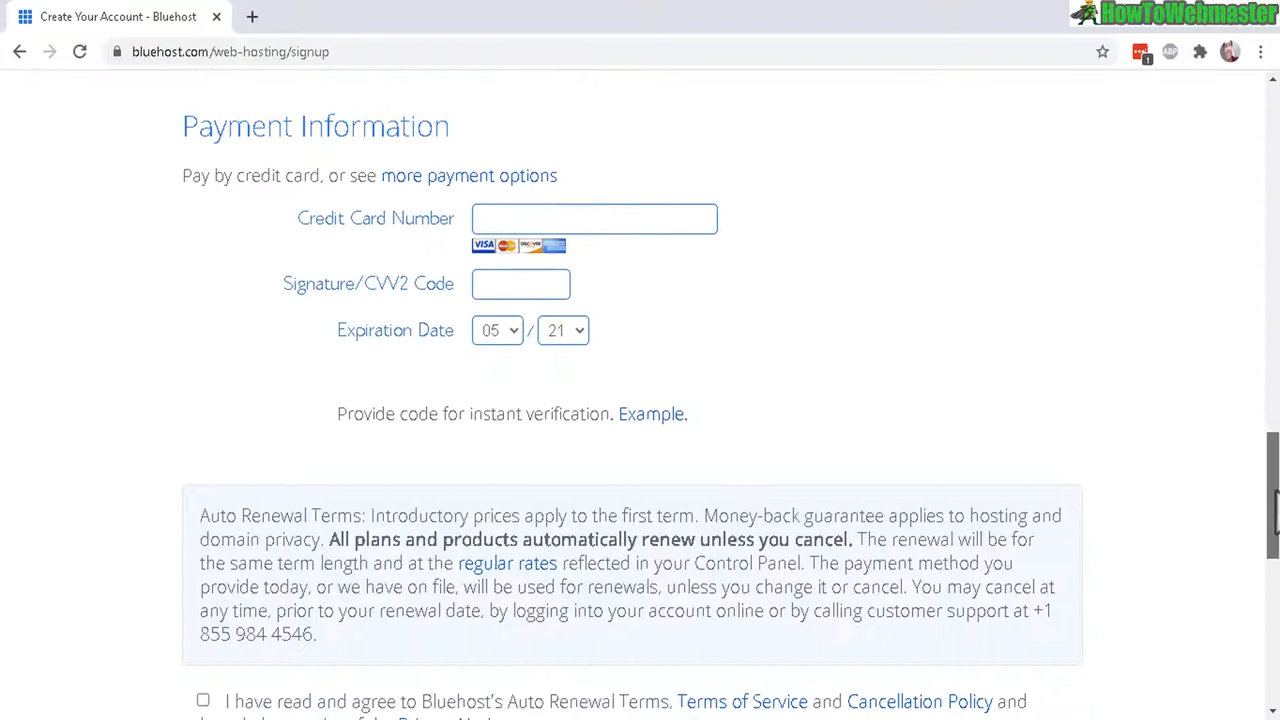 Create Your Account - Bluehost
HowToWebmaster
bluehost.com/web-hosting/signup
1
ABP
Payment Information
Pay by credit card, or see more payment options
Credit Card Number
VISA MasterCard DISCOVER
Signature/CVV2 Code
Expiration Date 05 / 21
Provide code for instant verification. Example.
Auto Renewal Terms: Introductory prices apply to the first term. Money-back guarantee applies to hosting and
domain privacy. All plans and products automatically renew unless you cancel. The renewal will be for
the same term length and at the regular rates reflected in your Control Panel. The payment method you
provide today, or we have on file, will be used for renewals, unless you change it or cancel. You may cancel at
any time, prior to your renewal date, by logging into your account online or by calling customer support at +1
855 984 4546.
I have read and agree to Bluehost's Auto Renewal Terms, Terms of Service and Cancellation Policy and